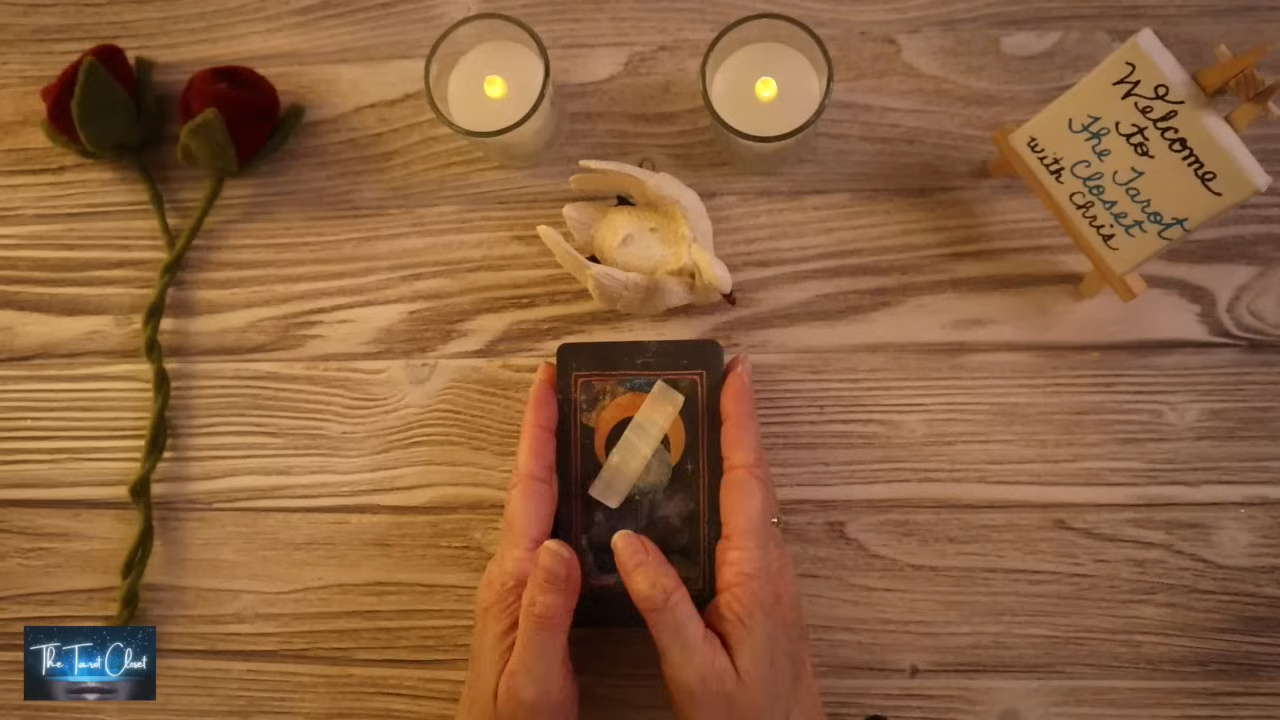 Welcome
to
The Tarot
Closet
with Chris
The Tarot Closet